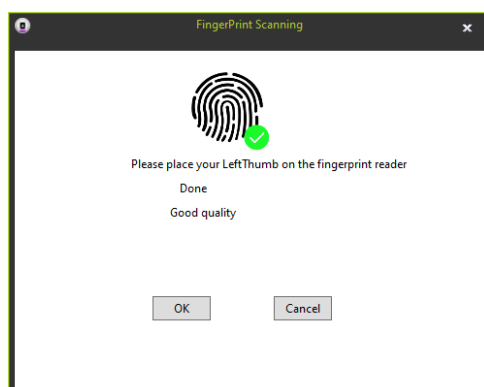 FingerPrint Scanning
Please place your LeftThumb on the fingerprint reader
Done
Good quality
OK
Cancel